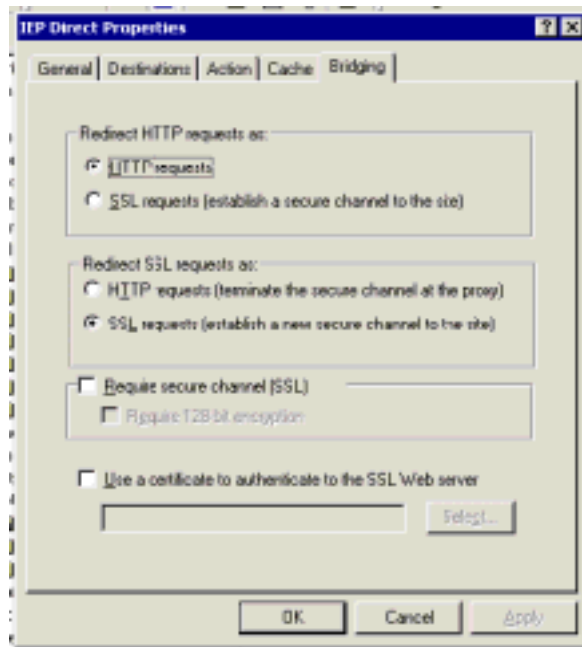 IEP Direct Properties
General Destinations Action Cache Bridging
Redirect HTTP requests as:
HTTP requests
SSL requests (establish a secure channel to the site)
Redirect SSL requests as:
HTTP requests (terminate the secure channel at the proxy)
SSL requests (establish a new secure channel to the site)
Require secure channel (SSL)
Require 128 bit encryption
Use a certificate to authenticate to the SSL Web server
Select...
OK Cancel Apply